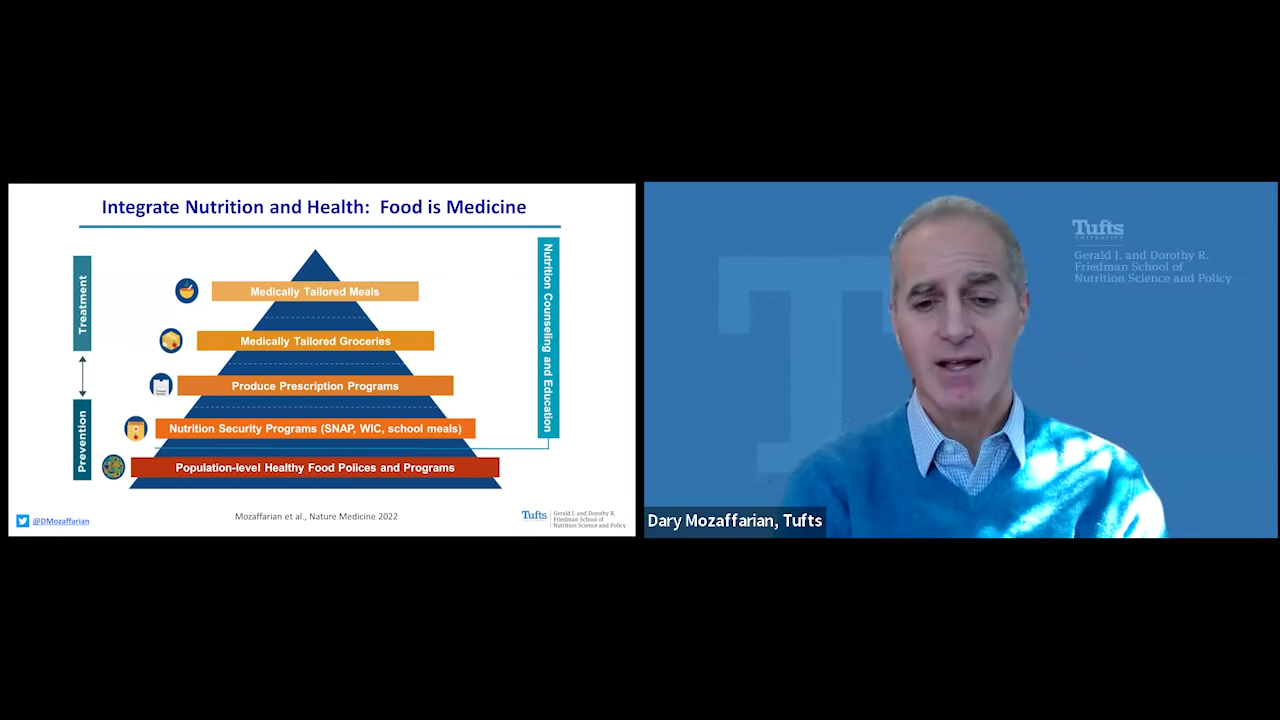 Integrate Nutrition and Health: Food is Medicine
Treatment
Prevention
Medically Tailored Meals
Medically Tailored Groceries
Produce Prescription Programs
Nutrition Security Programs (SNAP, WIC, school meals)
Population-level Healthy Food Polices and Programs
Nutrition Counseling and Education
@DMozaffarian
Mozaffarian et al., Nature Medicine 2022
Tufts
Gerald J. and Dorothy R.
Friedman School of
Nutrition Science and Policy
Tufts
UNIVERSITY
Gerald J. and Dorothy R.
Friedman School of
Nutrition Science and Policy
Dary Mozaffarian, Tufts